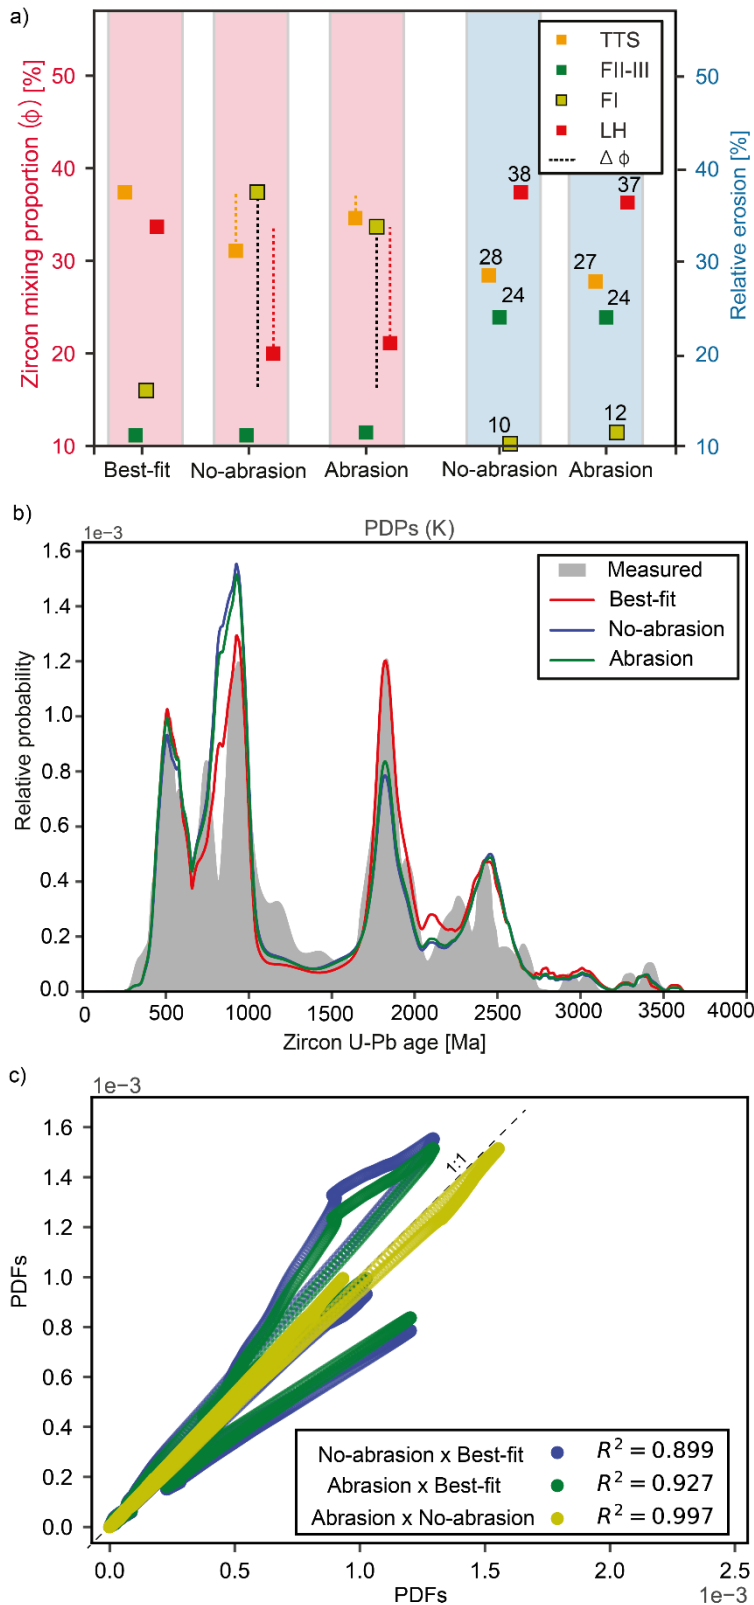 a)
TTS
FII-III
FI
LH
Δ ϕ
Zircon mixing proportion (ϕ) [%]
50
40
30
20
10
Relative erosion [%]
50
40
30
20
10
38
37
28
27
24
24
10
12
Best-fit
No-abrasion
Abrasion
No-abrasion
Abrasion
b)
1e−3
PDPs (K)
Measured
Best-fit
No-abrasion
Abrasion
Relative probability
1.6
1.4
1.2
1.0
0.8
0.6
0.4
0.2
0.0
0 500 1000 1500 2000 2500 3000 3500 4000
Zircon U-Pb age [Ma]
c)
1e−3
1:1
PDFs
1.6
1.4
1.2
1.0
0.8
0.6
0.4
0.2
0.0
No-abrasion x Best-fit R² = 0.899
Abrasion x Best-fit R² = 0.927
Abrasion x No-abrasion R² = 0.997
0.0 0.5 1.0 1.5 2.0 2.5
PDFs
1e−3